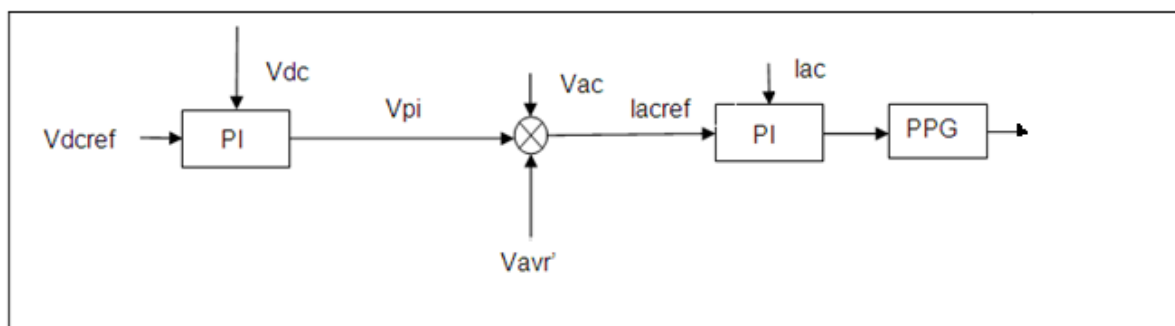 Vdc
Vac
Iac
Vpi
Iacref
Vdcref
PI
PI
PPG
Vavr'